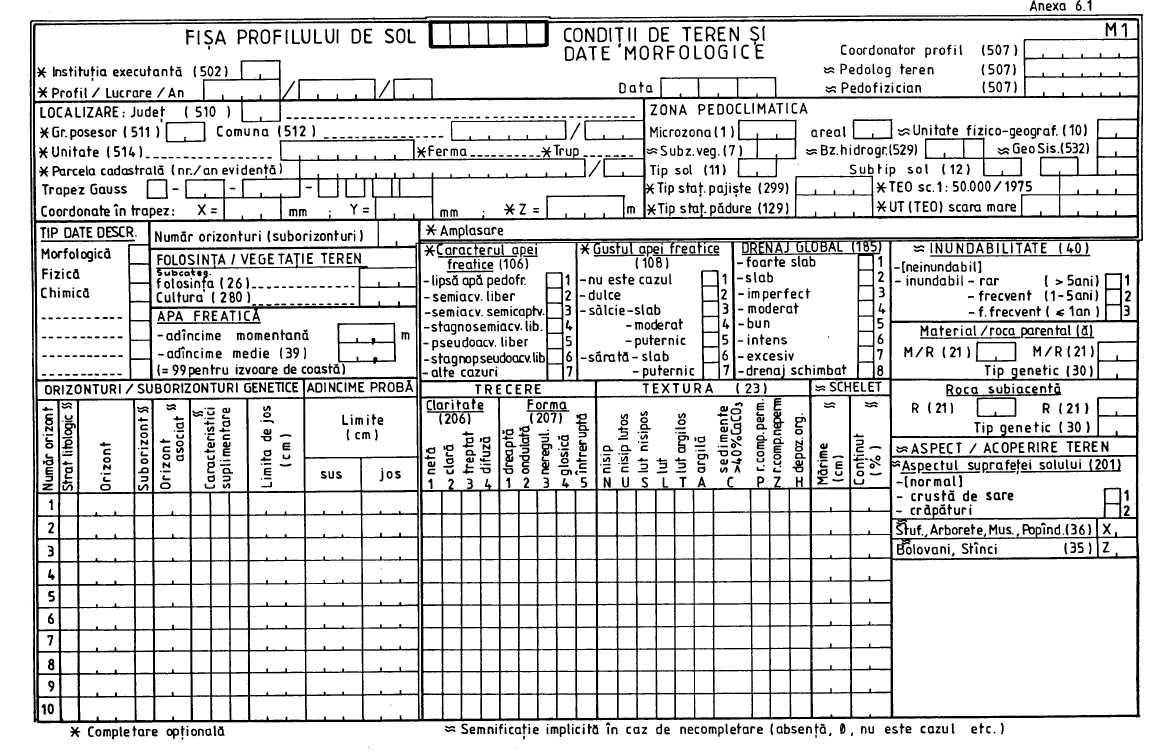 Anexa 6.1
FIȘA PROFILULUI DE SOL
CONDIȚII DE TEREN ȘI
DATE MORFOLOGICE
M1
* Instituția executantă (502)
* Profil / Lucrare / An / /
Data
Coordonator profil (507)
≈ Pedolog teren (507)
≈ Pedofizician (507)
LOCALIZARE: Județ (510)
* Gr. posesor (511) Comuna (512) /
* Unitate (514) * Ferma * Trup
* Parcela cadastrală (nr./an evidență) /
Trapez Gauss - - -
Coordonate în trapez: X = mm ; Y = mm ; * Z = m
ZONA PEDOCLIMATICA
Microzona (1) areal ≈ Unitate fizico-geograf. (10)
≈ Subz. veg. (7) ≈ Bz. hidrogr. (529) ≈ Geo Sis. (532)
Tip sol (11) Subtip sol (12)
* Tip staț. pajiște (299) * TEO sc. 1: 50.000 / 1975
* Tip staț. pădure (129) * UT (TEO) scara mare
TIP DATE DESCR.
Morfologică
Fizică
Chimică
Număr orizonturi (suborizonturi)
FOLOSINȚA / VEGETAȚIE TEREN
Subcateg.
folosința (26)
Cultura (280)
APA FREATICĂ
- adîncime momentană m
- adîncime medie (39)
(= 99 pentru izvoare de coastă)
* Amplasare
* Caracterul apei
freatice (106)
- lipsă apă pedofr. 1
- semiacv. liber 2
- semiacv. semicaptv. 3
- stagnosemiacv. lib. 4
- pseudoacv. liber 5
- stagnopseudoacv. lib 6
- alte cazuri 7
* Gustul apei freatice
(108)
- nu este cazul 1
- dulce 2
- sălcie - slab 3
- moderat 4
- puternic 5
- sărată - slab 6
- puternic 7
DRENAJ GLOBAL (185)
- foarte slab 1
- slab 2
- imperfect 3
- moderat 4
- bun 5
- intens 6
- excesiv 7
- drenaj schimbat 8
≈ INUNDABILITATE (40)
- [neinundabil]
- inundabil - rar ( > 5ani) 1
- frecvent (1-5ani) 2
- f. frecvent ( ⩽ 1an ) 3
Material / roca parental (ă)
M/R (21) M/R (21)
Tip genetic (30)
Roca subiacentă
R (21) R (21)
Tip genetic (30)
≈ ASPECT / ACOPERIRE TEREN
≈ Aspectul suprafeței solului (201)
- [normal]
- crustă de sare 1
- crăpături 2
≈ Stuf., Arborete, Mus., Popînd. (36) X
≈ Bolovani, Stînci (35) Z
ORIZONTURI / SUBORIZONTURI GENETICE
Număr orizont
Strat litologic ≈
Orizont
Suborizont ≈
Orizont asociat ≈
≈ Caracteristici suplimentare
Limita de jos (cm)
ADINCIME PROBĂ
Limite
(cm)
sus jos
TRECERE
Claritate
(206)
netă 1
clară 2
treptat 3
difuză 4
Forma
(207)
dreaptă 1
ondulată 2
neregul. 3
glosică 4
întreruptă 5
TEXTURA (23)
nisip N
nisip lutos U
lut nisipos S
lut L
lut argilos T
argilă A
sedimente >40%CaCO3 C
r. comp. perm. P
r. comp. neperm Z
depoz. org. H
≈ SCHELET
Mărime (cm) ≈
Conținut (%) ≈
1
2
3
4
5
6
7
8
9
10
* Completare opțională
≈ Semnificație implicită în caz de necompletare (absență, 0, nu este cazul etc.)